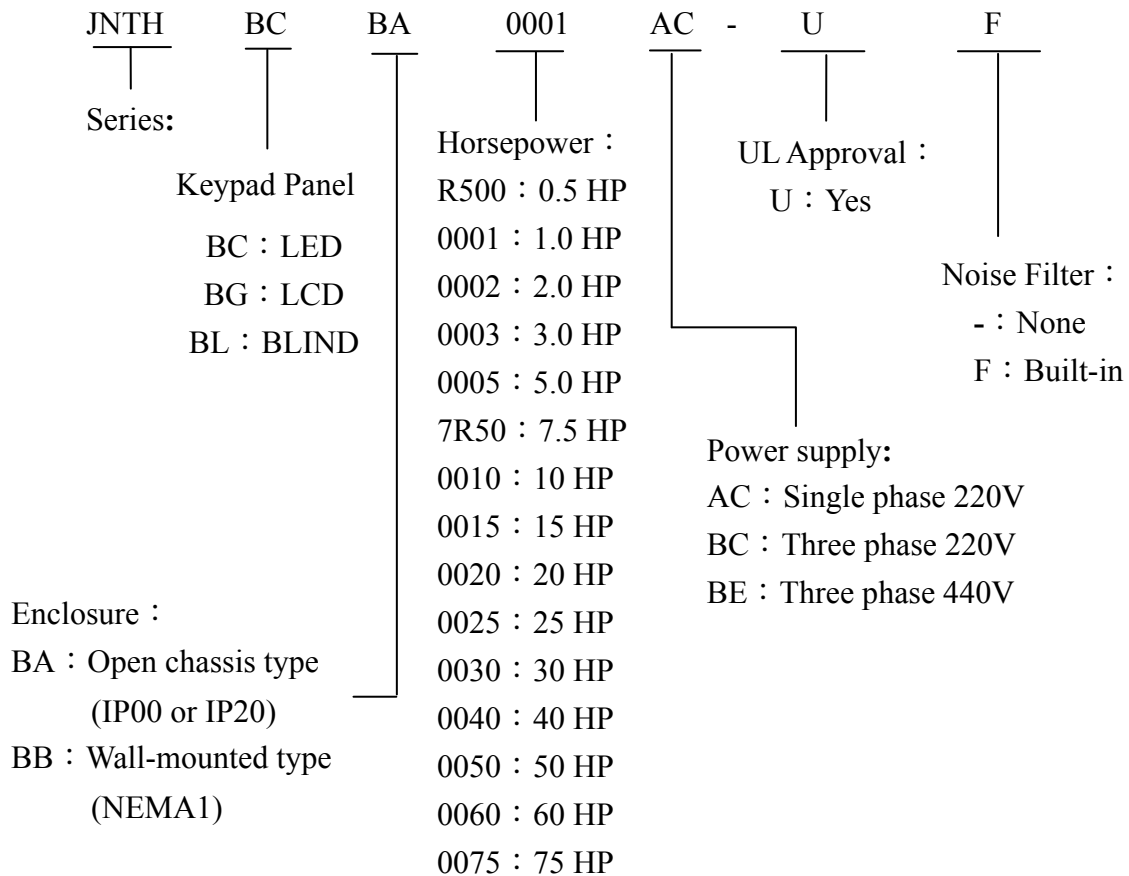 JNTH BC BA 0001 AC - U F
Series:
Keypad Panel
BC：LED
BG：LCD
BL：BLIND
Enclosure：
BA：Open chassis type
(IP00 or IP20)
BB：Wall-mounted type
(NEMA1)
Horsepower：
R500：0.5 HP
0001：1.0 HP
0002：2.0 HP
0003：3.0 HP
0005：5.0 HP
7R50：7.5 HP
0010：10 HP
0015：15 HP
0020：20 HP
0025：25 HP
0030：30 HP
0040：40 HP
0050：50 HP
0060：60 HP
0075：75 HP
Power supply:
AC：Single phase 220V
BC：Three phase 220V
BE：Three phase 440V
UL Approval：
U：Yes
Noise Filter：
-：None
F：Built-in